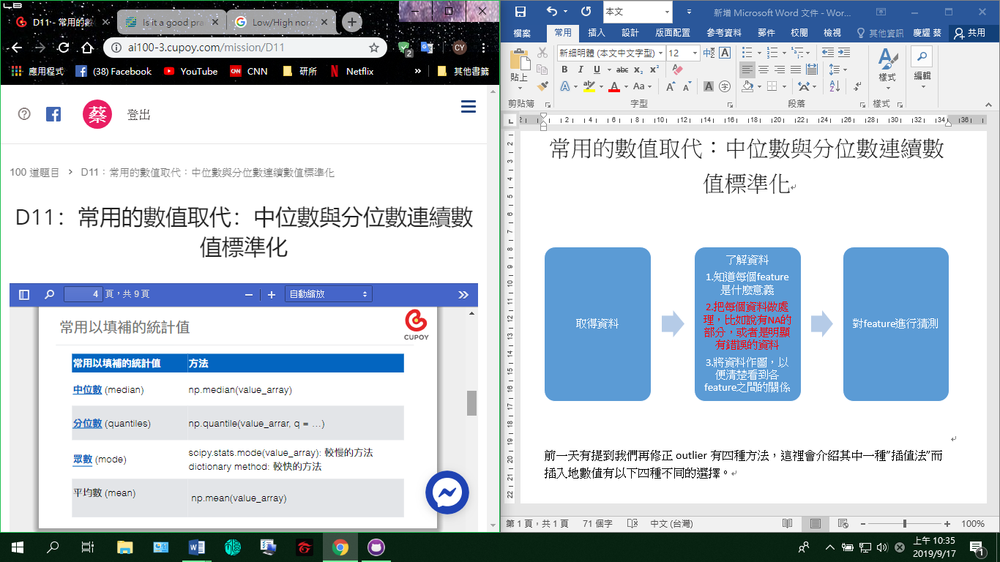 D11 - 常用的數
Is it a good pra
Low/High nor
ai100-3.cupoy.com/mission/D11
2
CY
應用程式
(38) Facebook
YouTube
CNN
研所
Netflix
其他書籤
蔡
登出
100 道題目 > D11：常用的數值取代：中位數與分位數連續數值標準化
D11：常用的數值取代：中位數與分位數連續數
值標準化
4 頁，共 9 頁
自動縮放
常用以填補的統計值
CUPOY
常用以填補的統計值 方法
中位數 (median) np.median(value_array)
分位數 (quantiles) np.quantile(value_arrar, q = …)
眾數 (mode) soipy.stats.mode(value_array): 較慢的方法
dictionary method: 較快的方法
平均數 (mean) np.mean(value_array)
本文
新增 Microsoft Word 文件 - Wor...
檔案 常用 插入 設計 版面配置 參考資料 郵件 校閱 檢視 其他資訊 慶耀 蔡 共用
新細明體 (本文中文字型) 12
貼上
樣式
編輯
剪貼簿 字型 段落 樣式
常用的數值取代：中位數與分位數連續數
值標準化
取得資料
了解資料
1.知道每個feature
是什麼意義
2.把每個資料做處
理，比如說有NA的
部分，或者是明顯
有錯誤的資料
3.將資料作圖，以
便清楚看到各
feature之間的關係
對feature進行猜測
前一天有提到我們再修正 outlier 有四種方法，這裡會介紹其中一種”插值法”而
插入地數值有以下四種不同的選擇。
第 1 頁，共 1 頁 71 個字 中文 (台灣) 100%
上午 10:35
2019/9/17
1